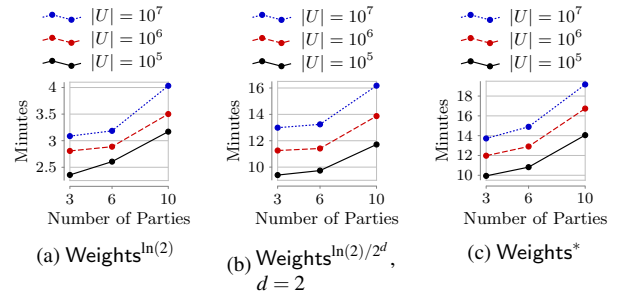 |U| = 10^7
|U| = 10^6
|U| = 10^5
4
3.5
3
2.5
Minutes
3 6 10
Number of Parties
(a) Weights^ln(2)
|U| = 10^7
|U| = 10^6
|U| = 10^5
16
14
12
10
Minutes
3 6 10
Number of Parties
(b) Weights^ln(2)/2^d,
d = 2
|U| = 10^7
|U| = 10^6
|U| = 10^5
18
16
14
12
10
Minutes
3 6 10
Number of Parties
(c) Weights*